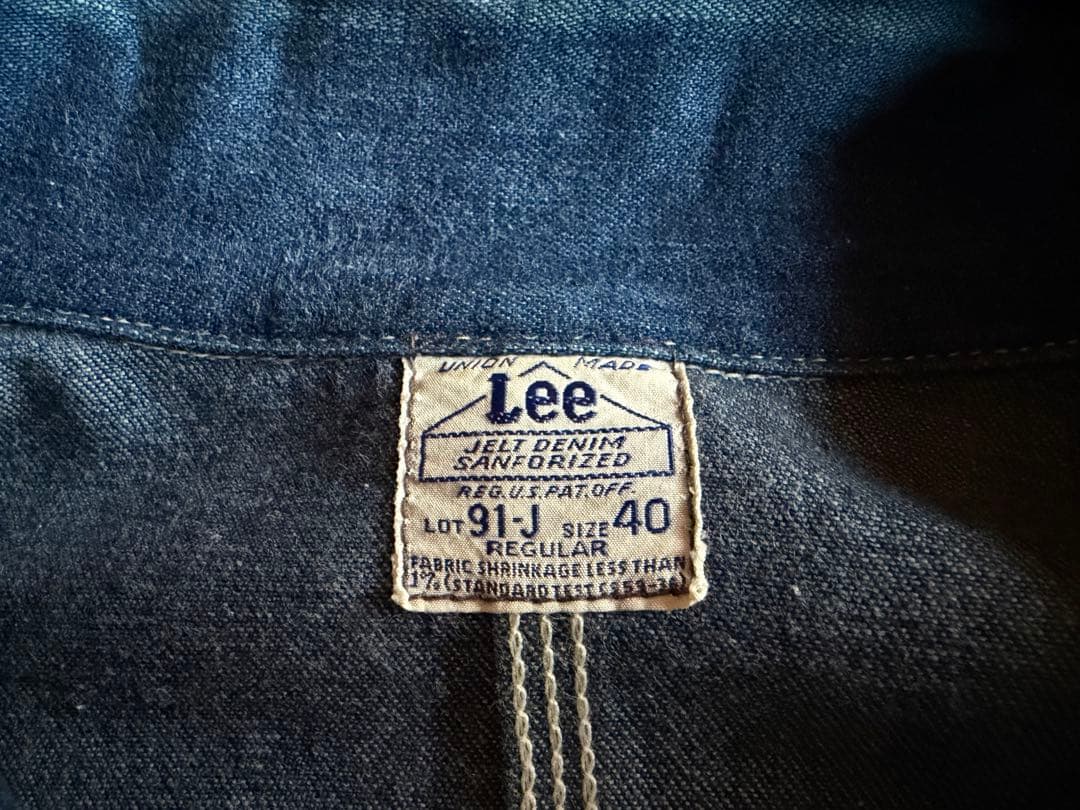 UNION MADE
Lee
JELT DENIM
SANFORIZED
REG. U.S. PAT. OFF.
LOT 91-J SIZE 40
REGULAR
FABRIC SHRINKAGE LESS THAN
1% (STANDARD TEST